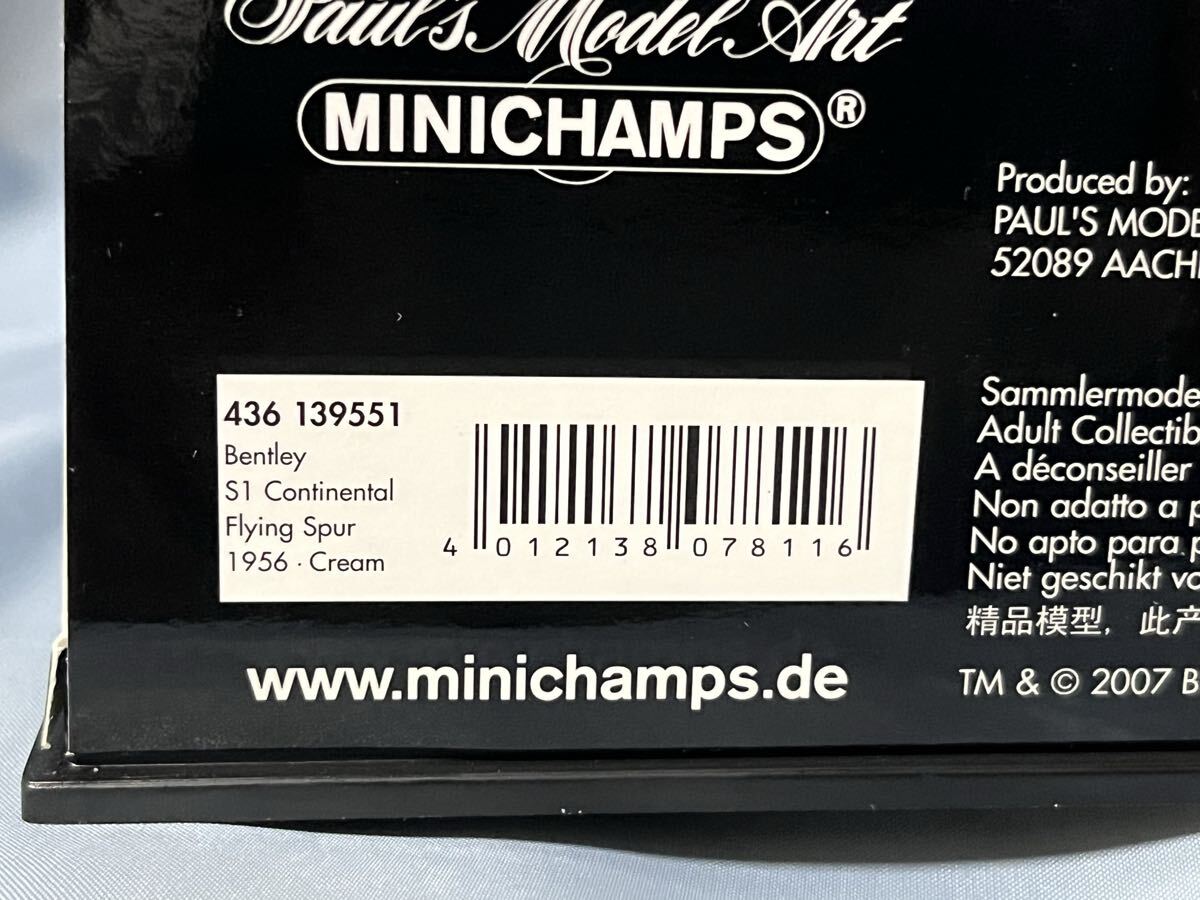 Paul's Model Art
MINICHAMPS®
Produced by:
PAUL'S MODE
52089 AACH
436 139551
Bentley
S1 Continental
Flying Spur
1956 · Cream
4 012138 078116
Sammlermode
Adult Collectib
A déconseiller
Non adatto a p
No apto para p
Niet geschikt vo
精品模型，此产
www.minichamps.de
TM & © 2007 B